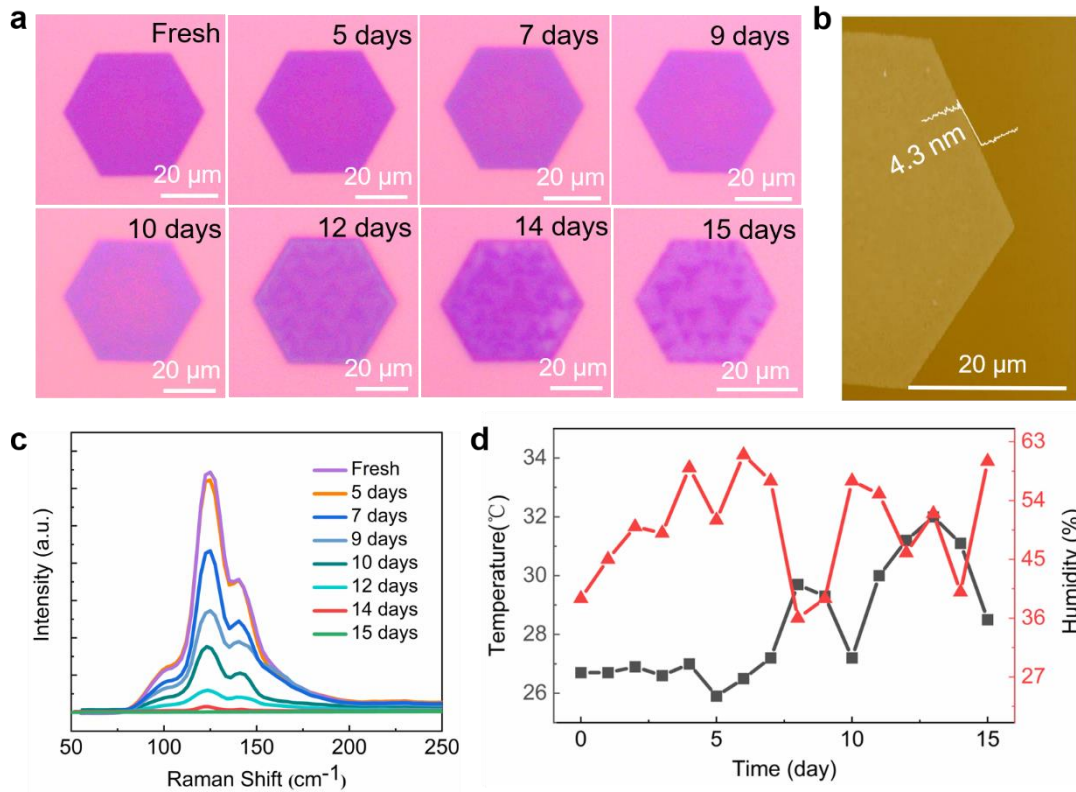 a
Fresh
5 days
7 days
9 days
20 μm
20 μm
20 μm
20 μm
10 days
12 days
14 days
15 days
20 μm
20 μm
20 μm
20 μm
b
4.3 nm
20 μm
c
Intensity (a.u.)
Fresh
5 days
7 days
9 days
10 days
12 days
14 days
15 days
50 100 150 200 250
Raman Shift (cm⁻¹)
d
Temperature(℃)
34
32
30
28
26
63
54
45
36
27
Humidity (%)
0 5 10 15
Time (day)